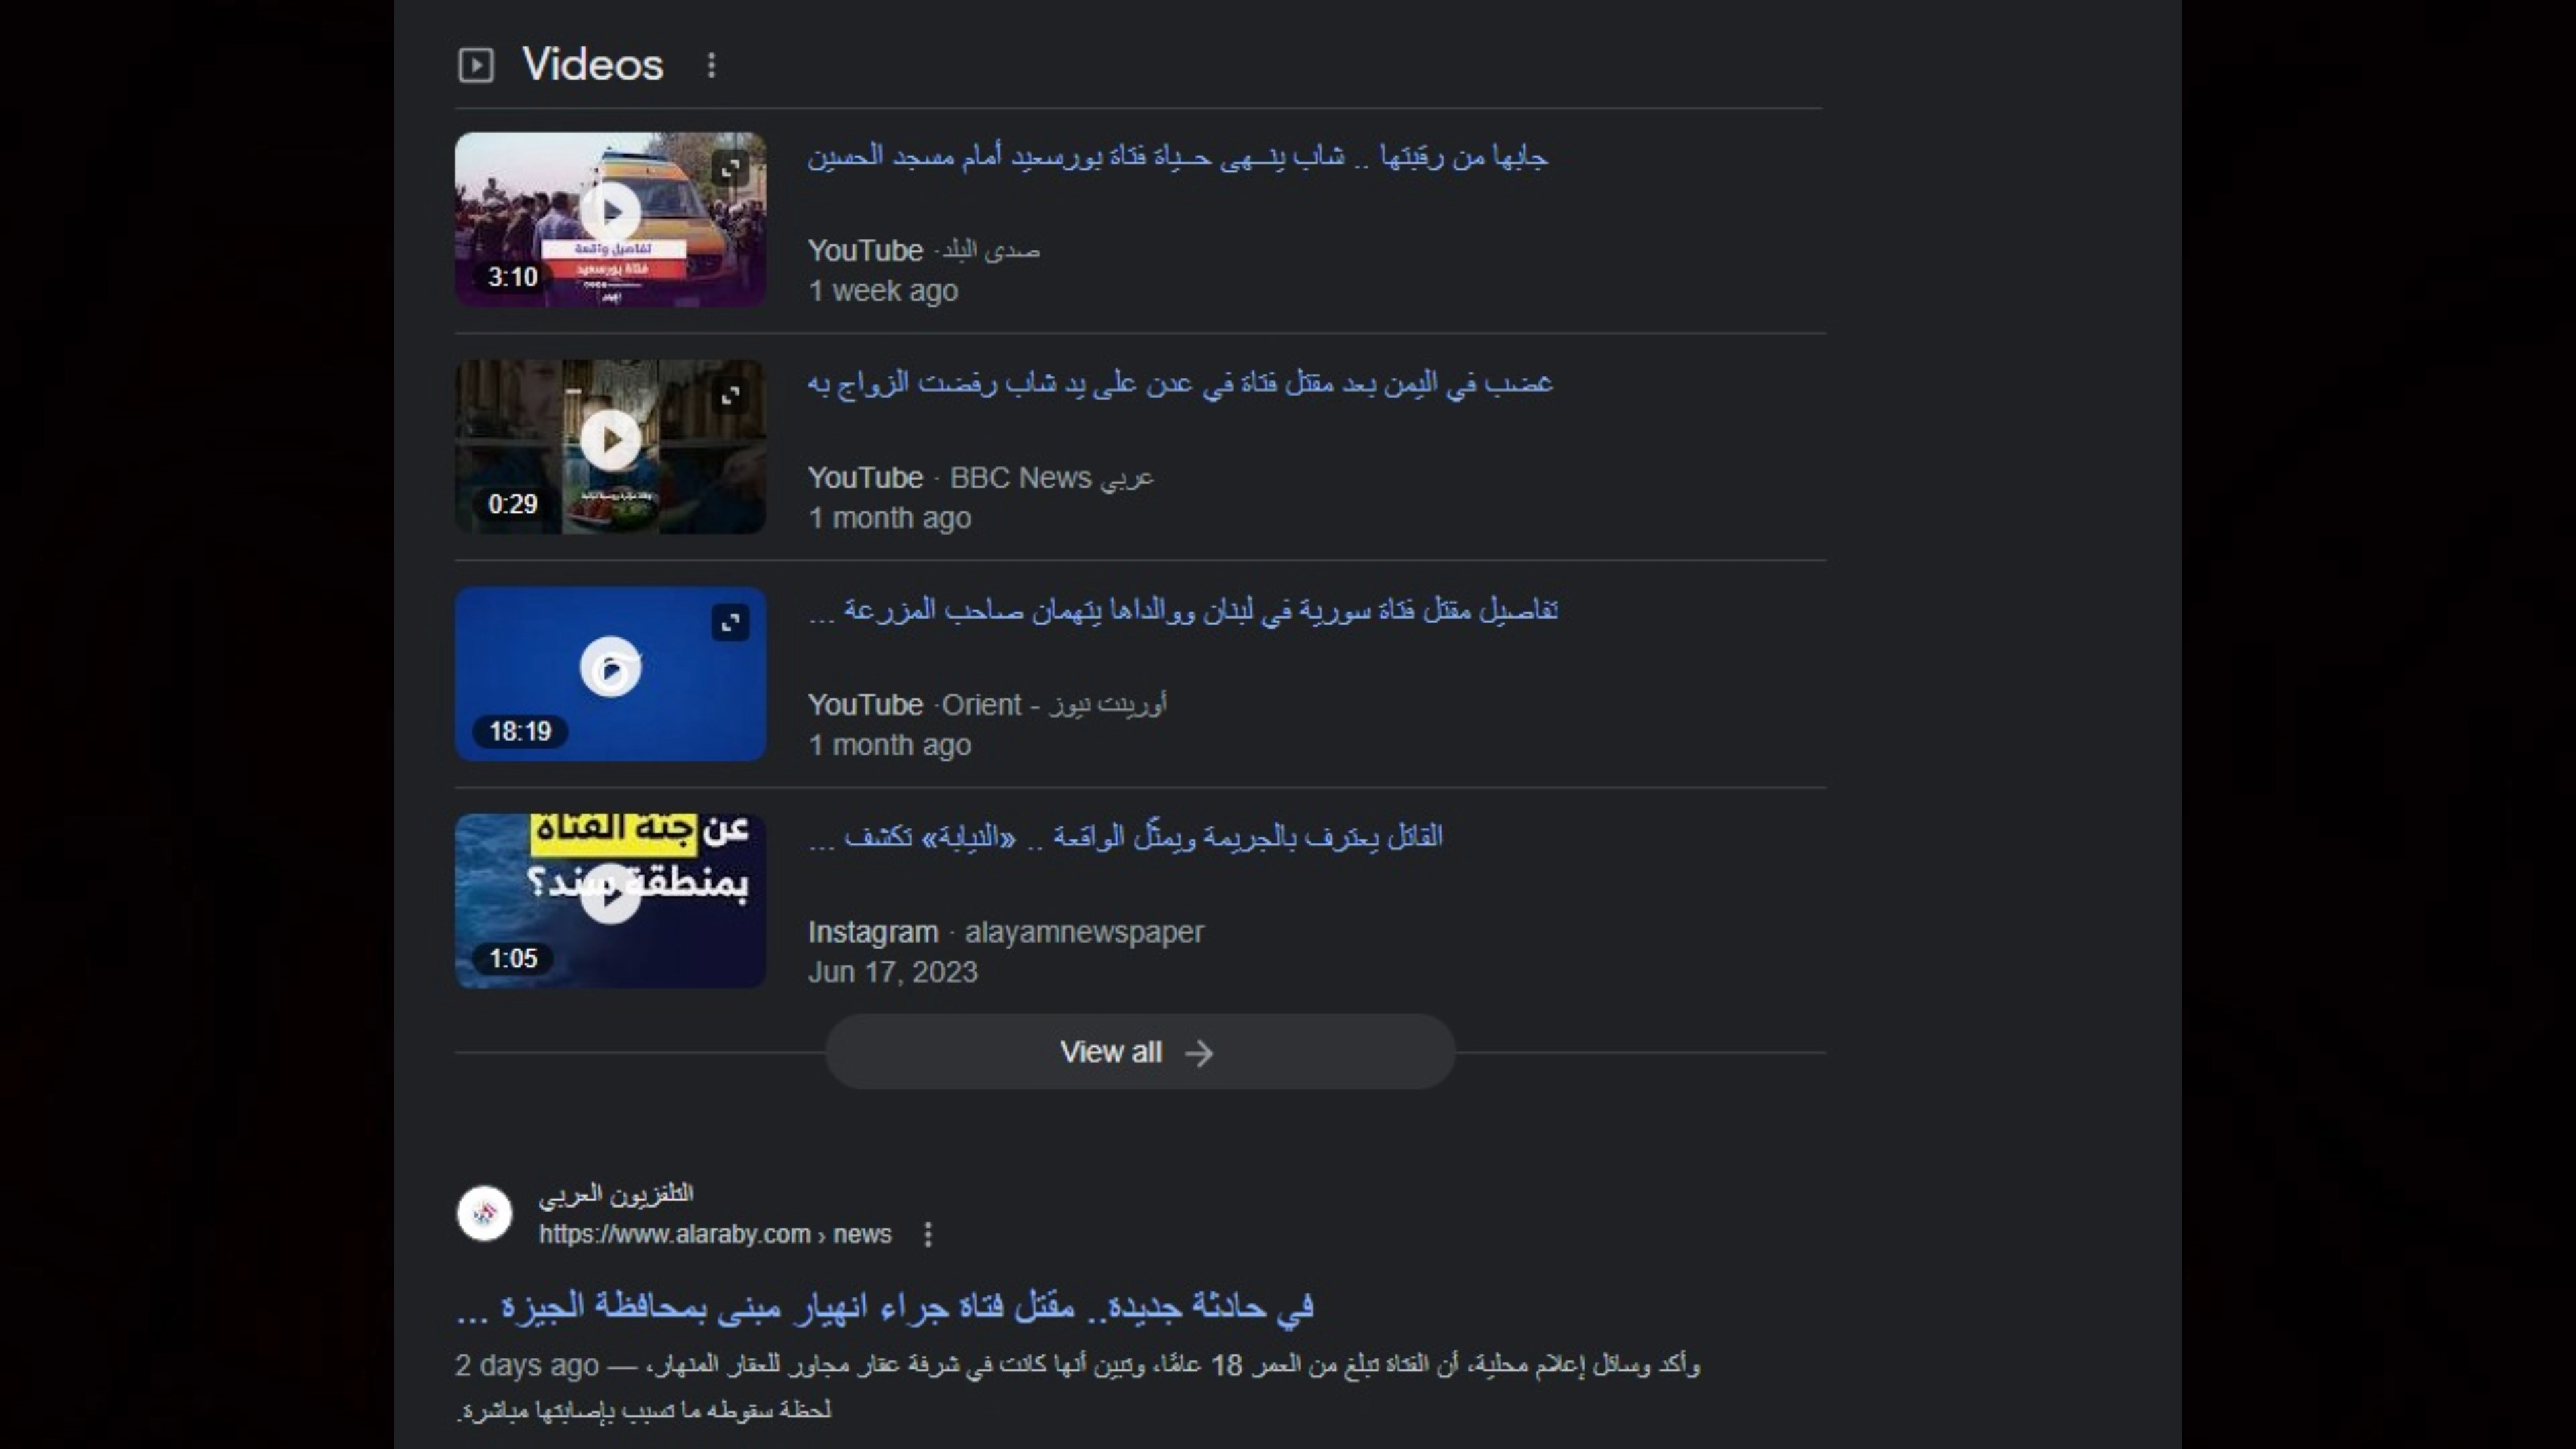 Videos
جابها من رقبتها .. شاب ينـــهى حـــياة فتاة بورسعيد أمام مسجد الحسين
تفاصيل واقعة
فتاة بورسعيد
3:10
YouTube · صدى البلد
1 week ago
غضب في اليمن بعد مقتل فتاة في عدن على يد شاب رفضت الزواج به
0:29
YouTube · BBC News عربي
1 month ago
تفاصيل مقتل فتاة سورية في لبنان ووالداها يتهمان صاحب المزرعة ...
18:19
YouTube · Orient - أورينت نيوز
1 month ago
القاتل يعترف بالجريمة ويمثّل الواقعة .. «النيابة» تكشف ...
عن جثة الفتاة
بمنطقة سند؟
1:05
Instagram · alayamnewspaper
Jun 17, 2023
View all →
التلفزيون العربي
https://www.alaraby.com › news
في حادثة جديدة.. مقتل فتاة جراء انهيار مبنى بمحافظة الجيزة ...
2 days ago — وأكد وسائل إعلام محلية، أن الفتاة تبلغ من العمر 18 عامًا، وتبين أنها كانت في شرفة عقار مجاور للعقار المنهار،
لحظة سقوطه ما تسبب بإصابتها مباشرة.